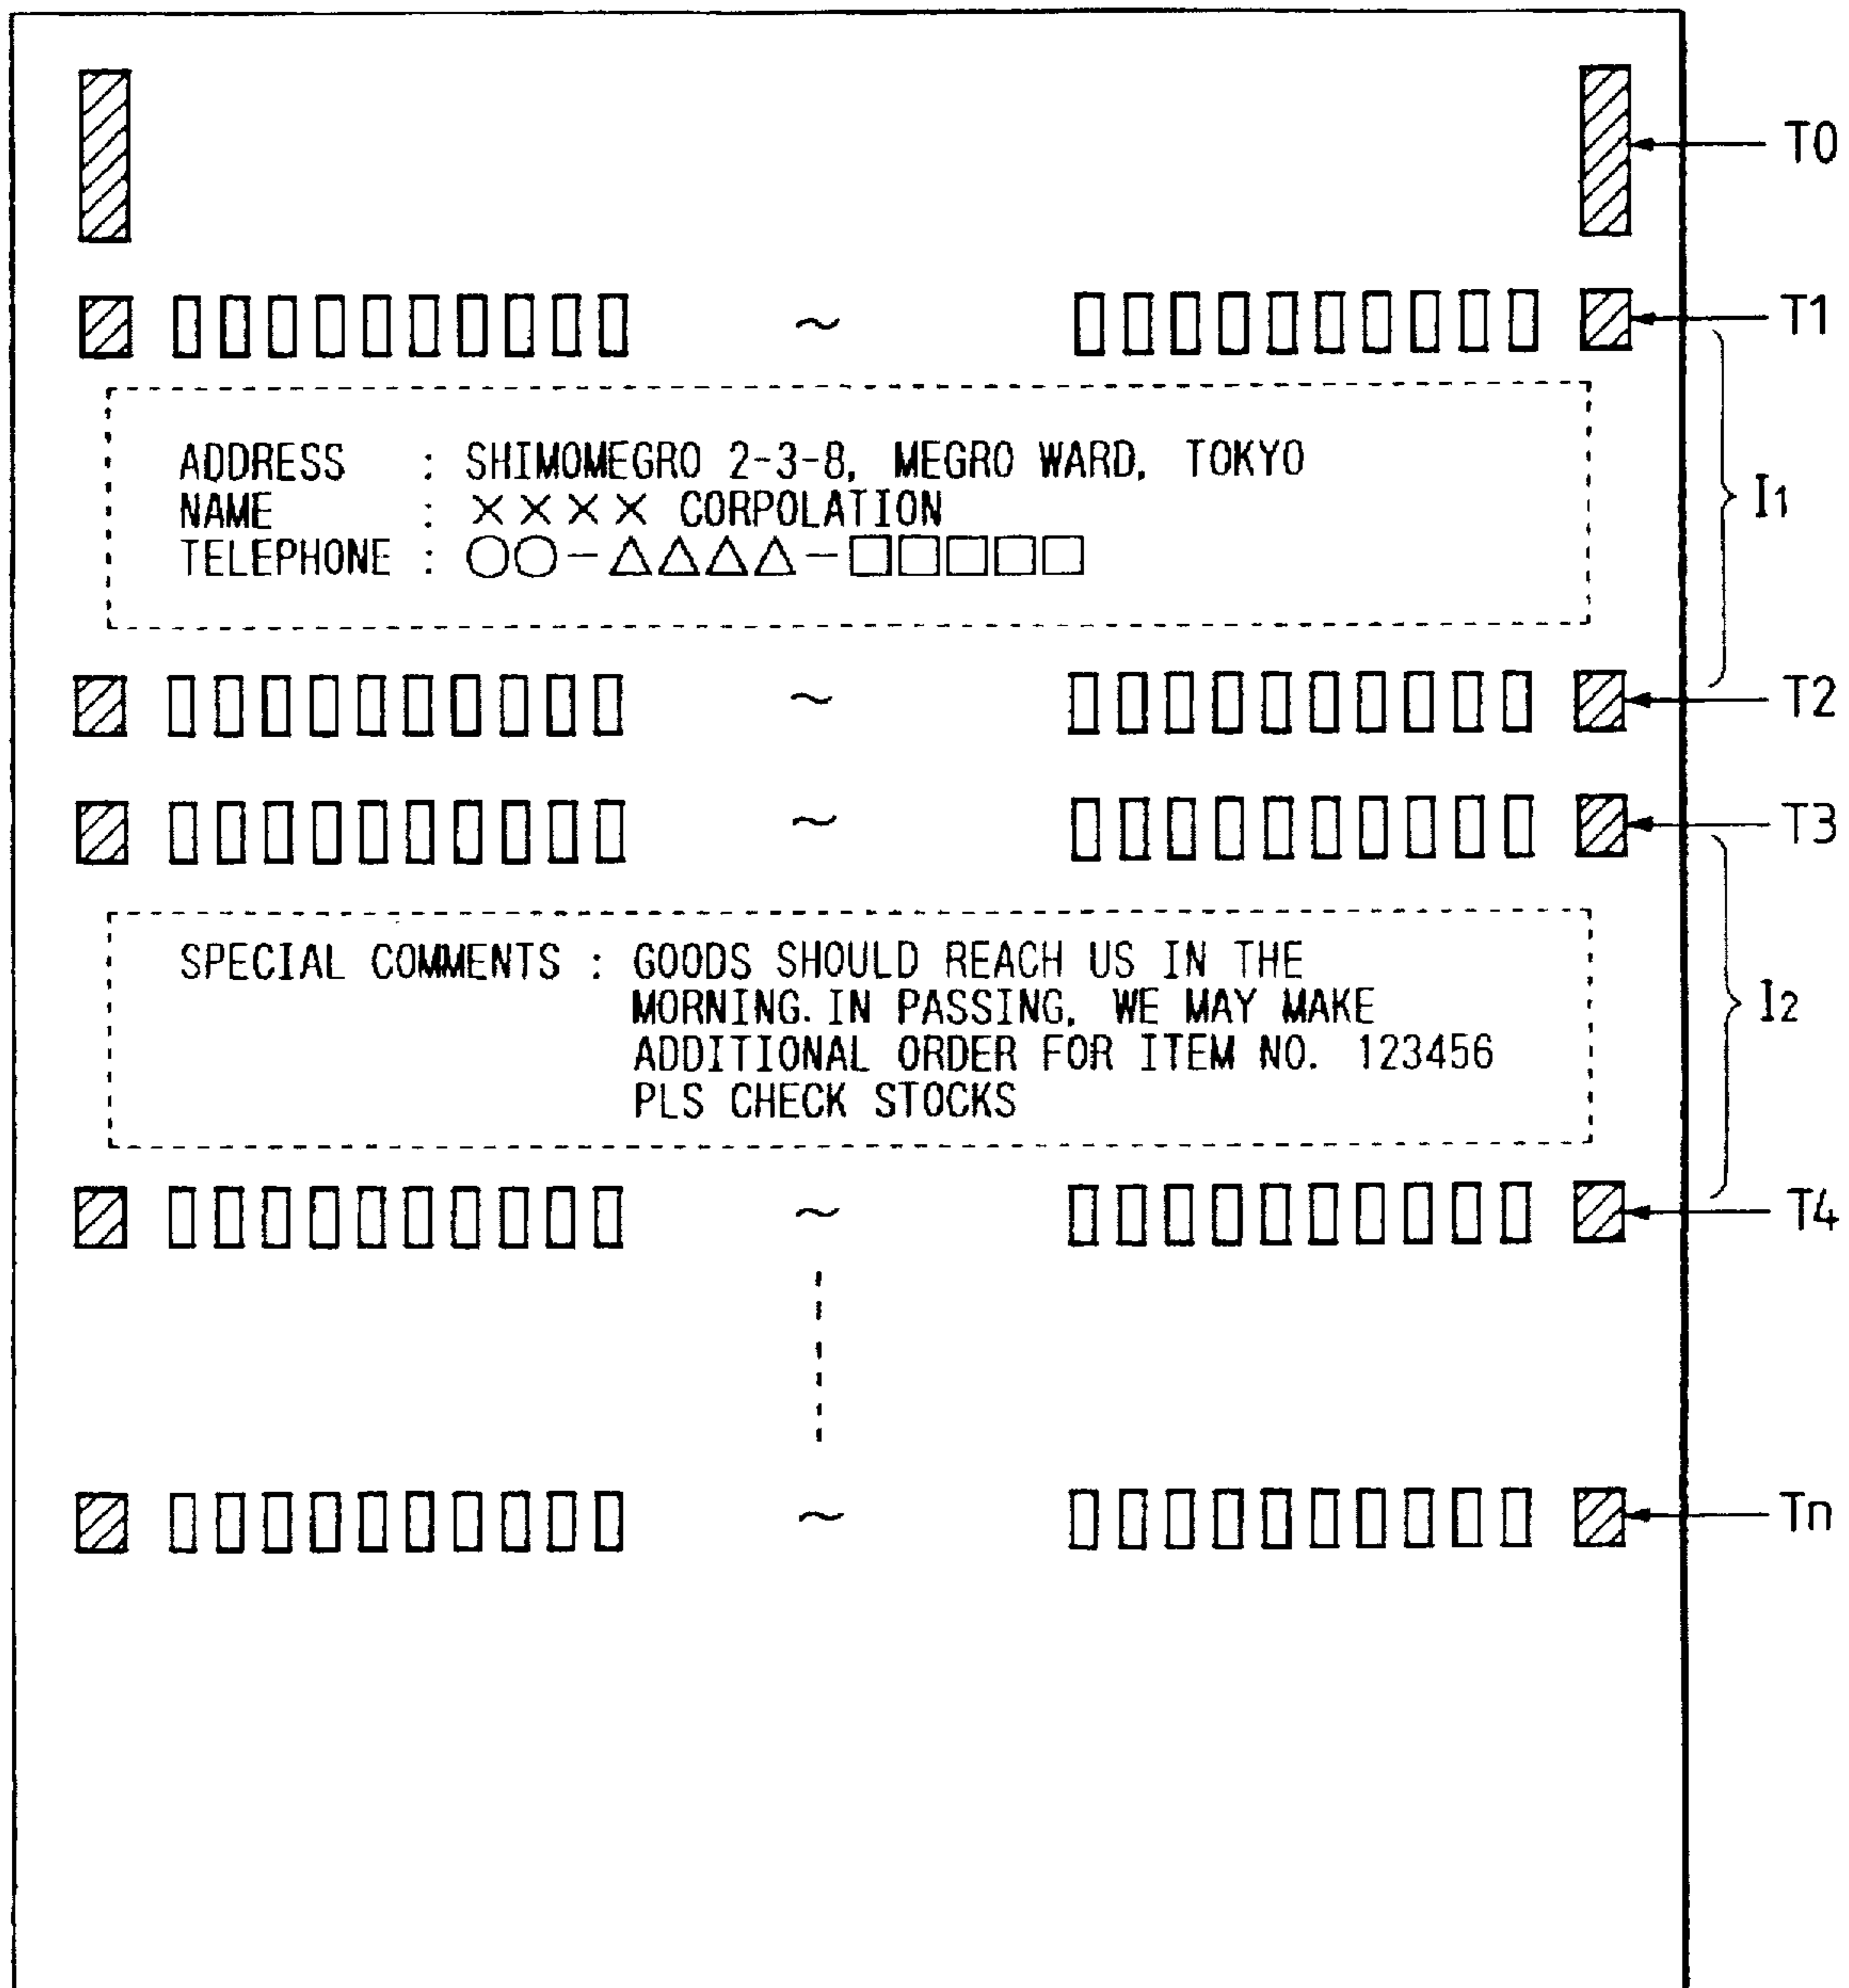 T0
T1
ADDRESS : SHIMOMEGRO 2-3-8, MEGRO WARD, TOKYO
NAME : ×××× CORPOLATION
TELEPHONE : ○○-△△△△-□□□□□
I1
T2
T3
SPECIAL COMMENTS : GOODS SHOULD REACH US IN THE
MORNING. IN PASSING, WE MAY MAKE
ADDITIONAL ORDER FOR ITEM NO. 123456
PLS CHECK STOCKS
I2
T4
Tn